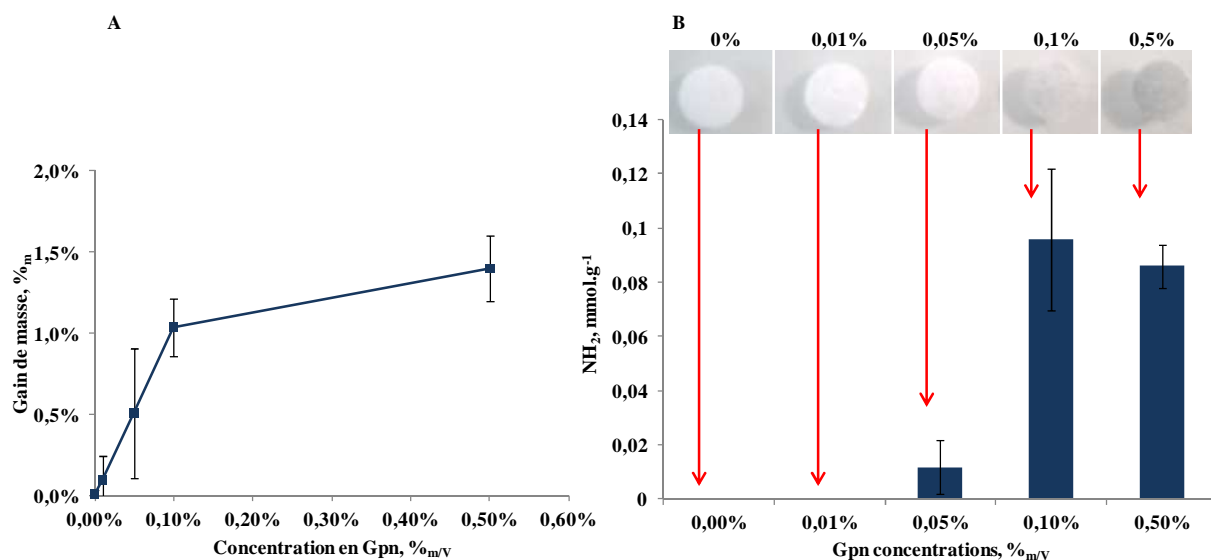 A
2,0%
1,5%
1,0%
0,5%
0,0%
Gain de masse, %m
0,00% 0,10% 0,20% 0,30% 0,40% 0,50% 0,60%
Concentration en Gpn, %m/V
B
0% 0,01% 0,05% 0,1% 0,5%
0,14
0,12
0,1
0,08
0,06
0,04
0,02
0
NH2, mmol.g-1
0,00% 0,01% 0,05% 0,10% 0,50%
Gpn concentrations, %m/V